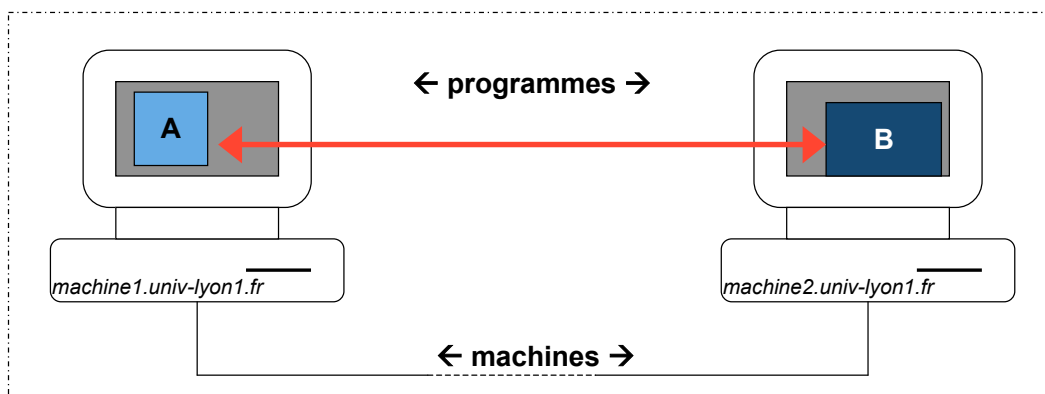 ← programmes →
A
B
machine1.univ-lyon1.fr
machine2.univ-lyon1.fr
← machines →